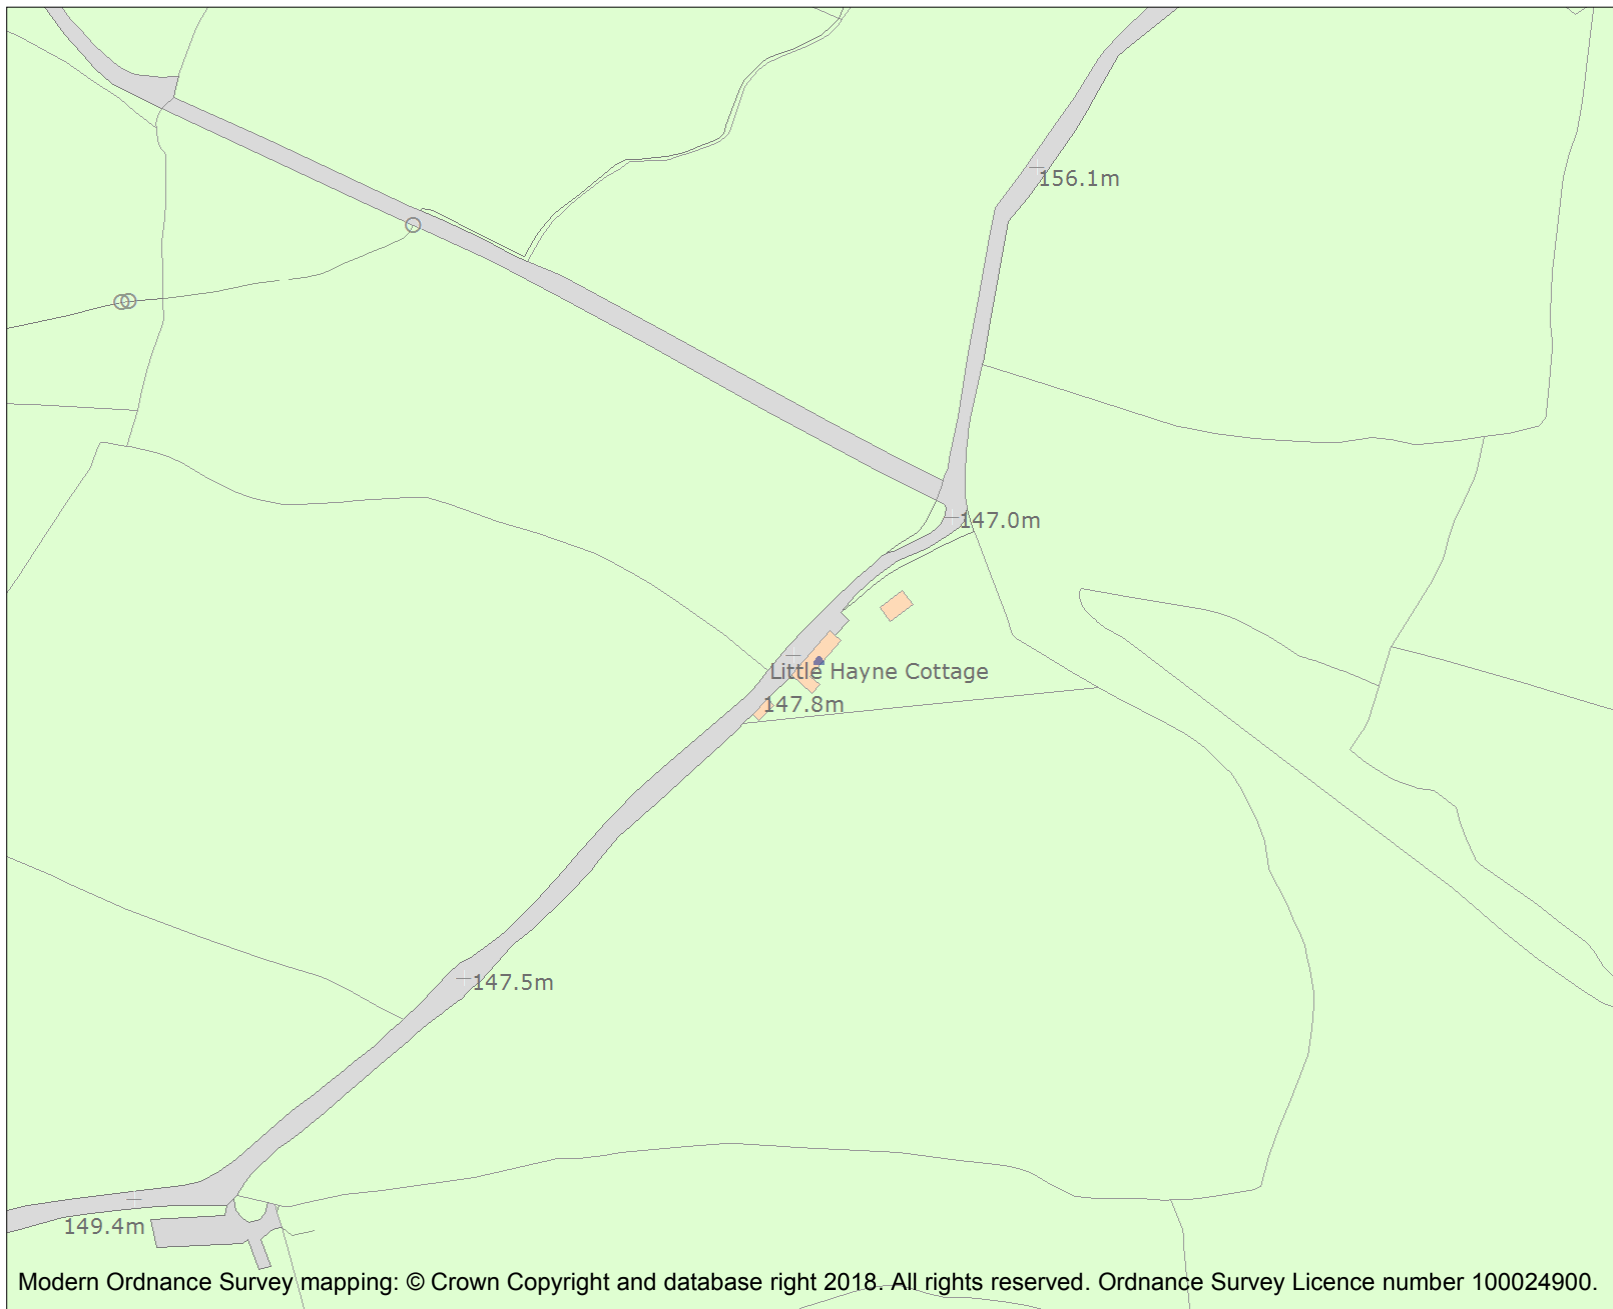 156.1m
147.0m
Little Hayne Cottage
147.8m
147.5m
149.4m
Modern Ordnance Survey mapping: © Crown Copyright and database right 2018. All rights reserved. Ordnance Survey Licence number 100024900.